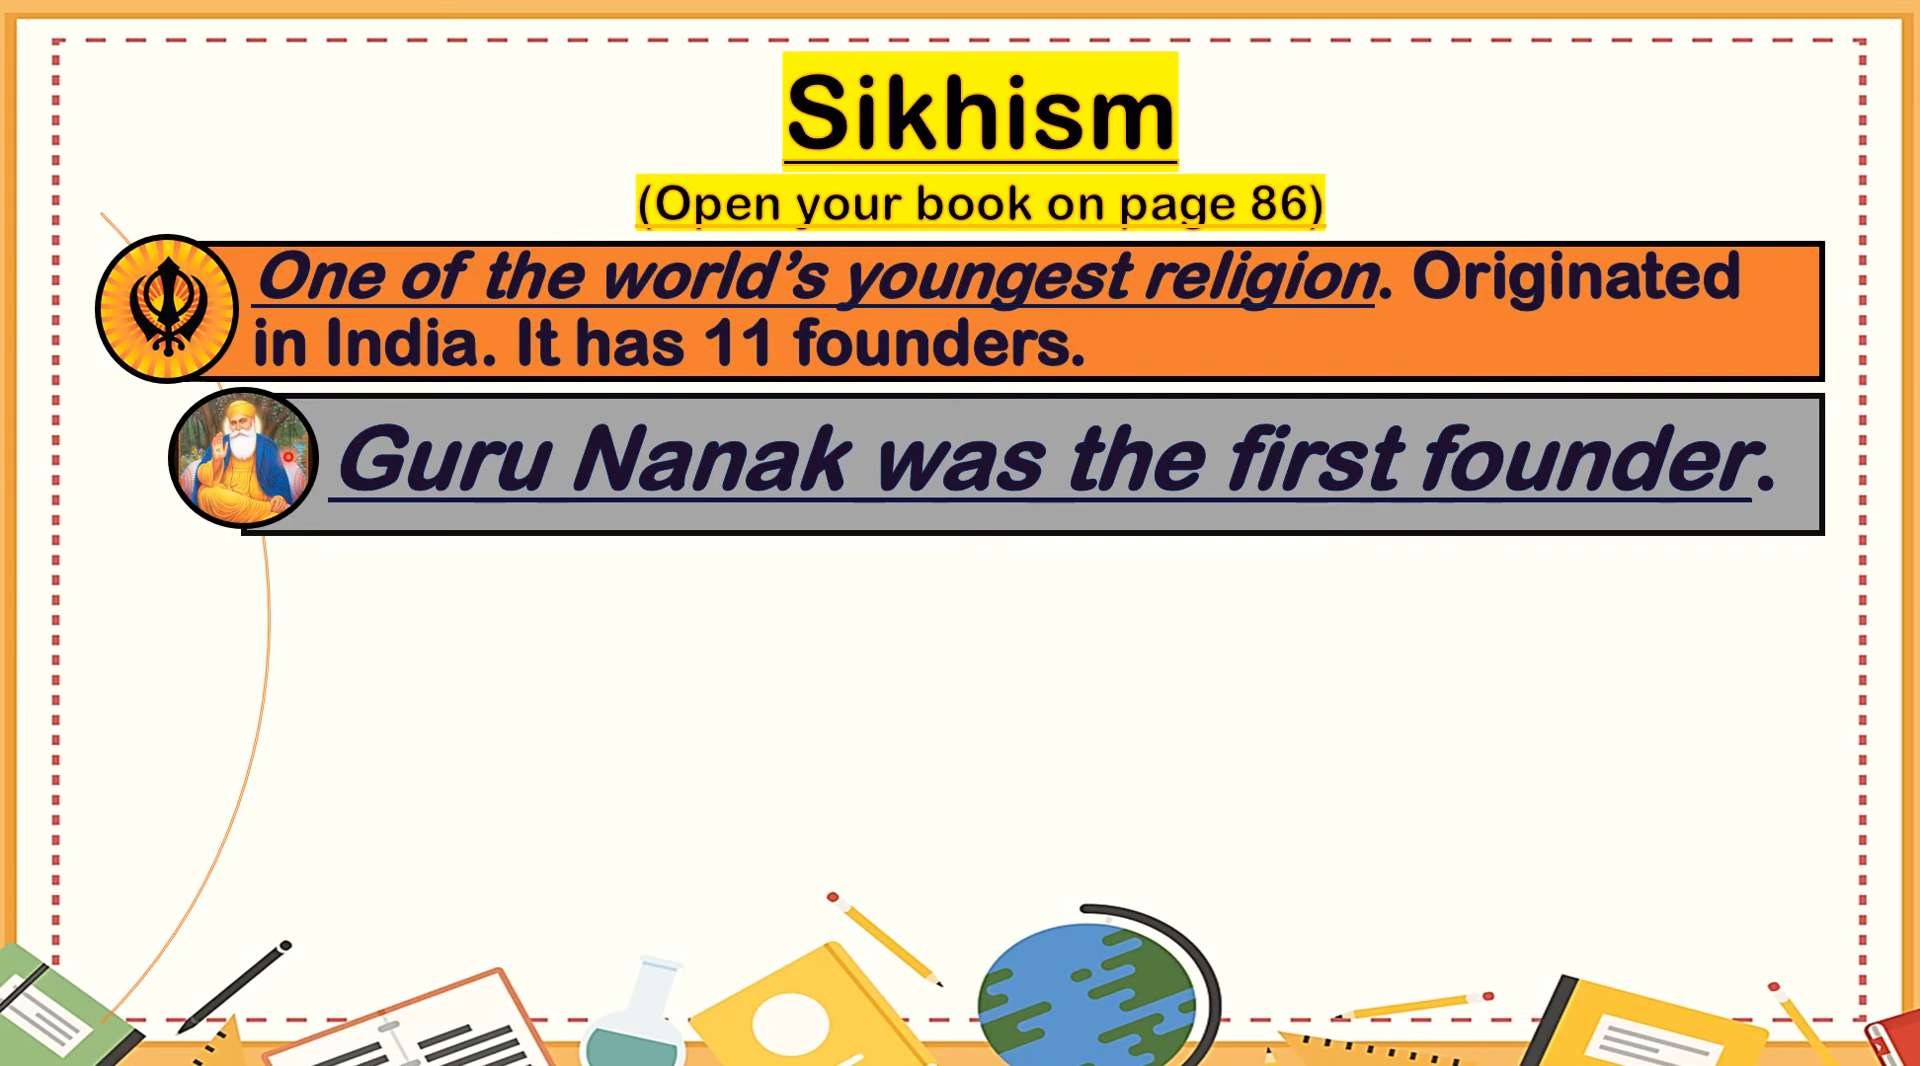 Sikhism
(Open your book on page 86)
One of the world’s youngest religion. Originated
in India. It has 11 founders.
Guru Nanak was the first founder.